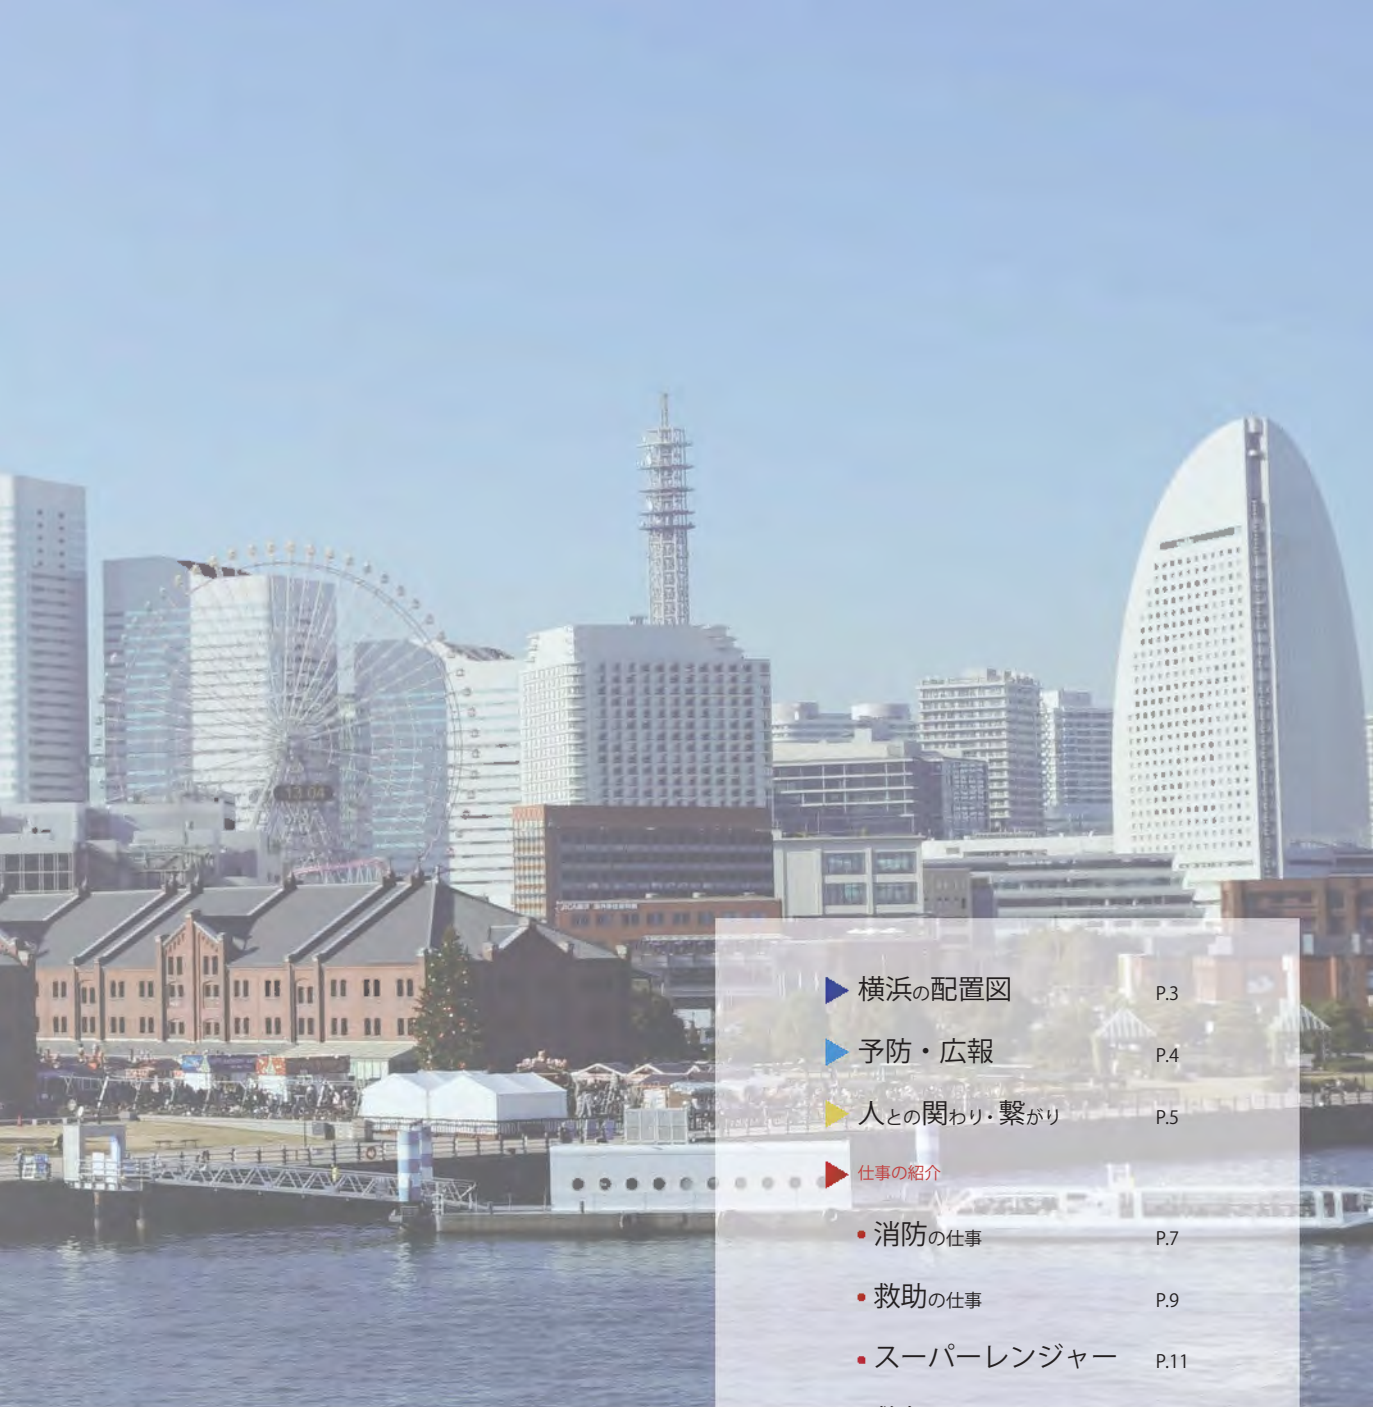 13:04
横浜の配置図 P.3
予防・広報 P.4
人との関わり・繋がり P.5
仕事の紹介
消防の仕事 P.7
救助の仕事 P.9
スーパーレンジャー P.11